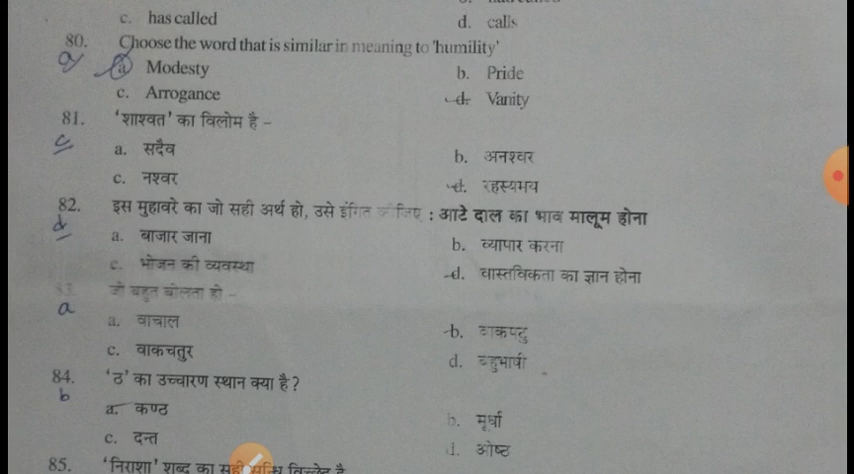 c. has called d. calls
80. Choose the word that is similar in meaning to 'humility'
a a Modesty b. Pride
c. Arrogance d. Vanity
81. 'शाश्वत' का विलोम है -
c a. सदैव b. अनश्वर
c. नश्वर d. रहस्यमय
82. इस मुहावरे का जो सही अर्थ हो, उसे इंगित कीजिए : आटे दाल का भाव मालूम होना
d a. बाजार जाना b. व्यापार करना
c. भोजन की व्यवस्था d. वास्तविकता का ज्ञान होना
83. जो बहुत बोलता हो -
a a. वाचाल b. वाकपटु
c. वाकचतुर d. बहुभाषी
84. 'ठ' का उच्चारण स्थान क्या है?
b a. कण्ठ b. मूर्धा
c. दन्त d. ओष्ठ
85. 'निराशा' शब्द का सही सन्धि विच्छेद है